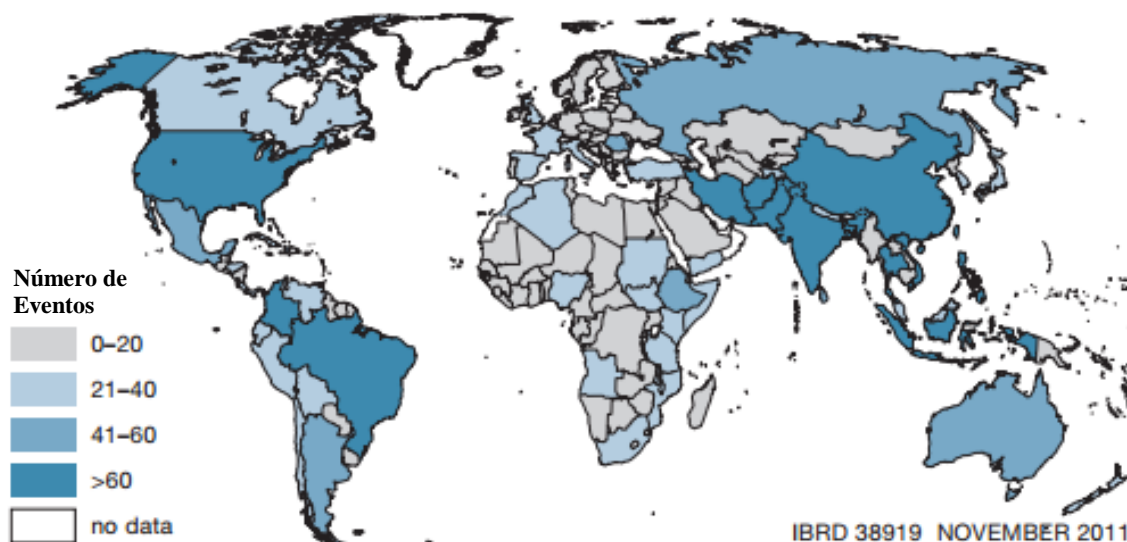 Número de
Eventos
0–20
21–40
41–60
>60
no data
IBRD 38919 NOVEMBER 2011